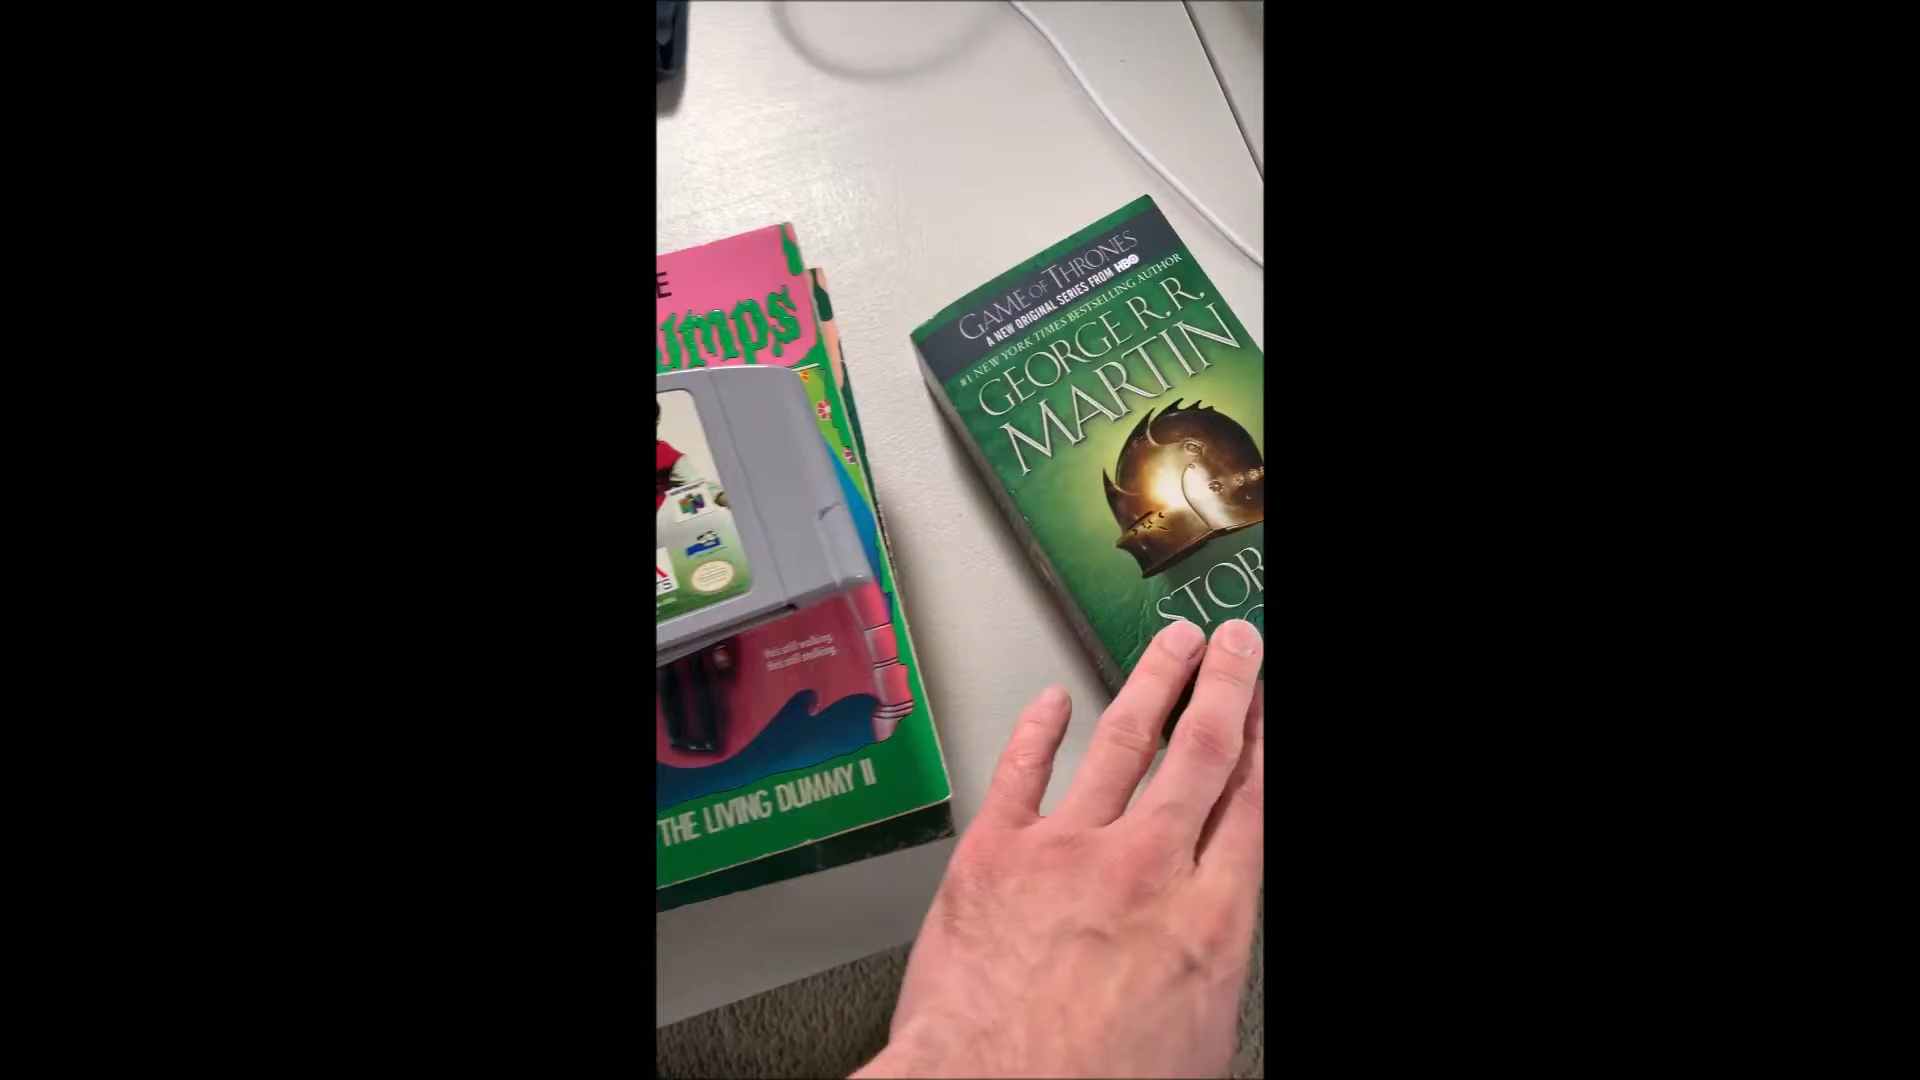 E
umps
TS
He's still walking.
He's still stalking.
THE LIVING DUMMY II
GAME OF THRONES
A NEW ORIGINAL SERIES FROM HBO
#1 NEW YORK TIMES BESTSELLING AUTHOR
GEORGE R.R.
MARTIN
STOR